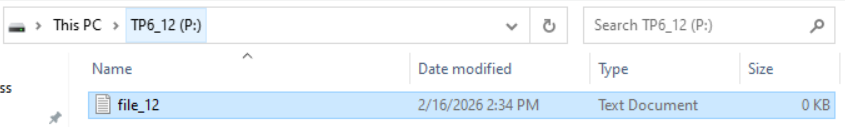 This PC > TP6_12 (P:)
Search TP6_12 (P:)
Name Date modified Type Size
ss
file_12 2/16/2026 2:34 PM Text Document 0 KB